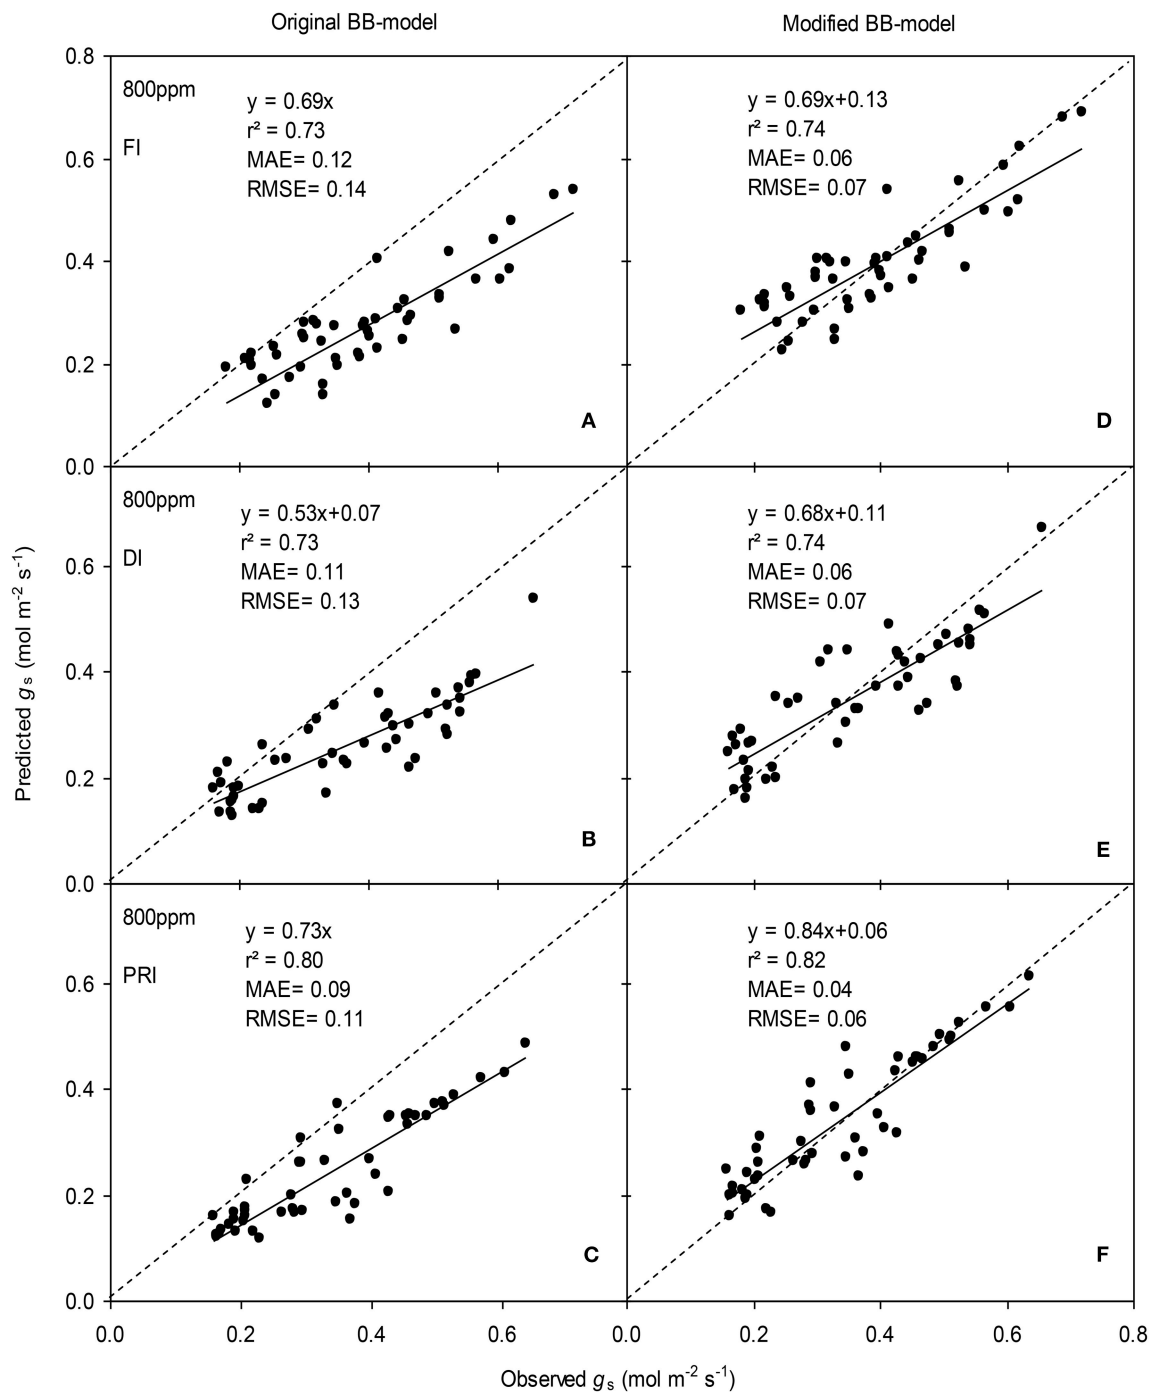 Original BB-model Modified BB-model
0.8
800ppm
FI
y = 0.69x
r² = 0.73
MAE= 0.12
RMSE= 0.14
0.6
0.4
0.2
0.0
A
y = 0.69x+0.13
r² = 0.74
MAE= 0.06
RMSE= 0.07
D
800ppm
DI
y = 0.53x+0.07
r² = 0.73
MAE= 0.11
RMSE= 0.13
0.6
0.4
0.2
0.0
B
y = 0.68x+0.11
r² = 0.74
MAE= 0.06
RMSE= 0.07
E
Predicted gs (mol m⁻² s⁻¹)
800ppm
PRI
y = 0.73x
r² = 0.80
MAE= 0.09
RMSE= 0.11
0.6
0.4
0.2
0.0
C
y = 0.84x+0.06
r² = 0.82
MAE= 0.04
RMSE= 0.06
F
0.0 0.2 0.4 0.6 0.0 0.2 0.4 0.6 0.8
Observed gs (mol m⁻² s⁻¹)